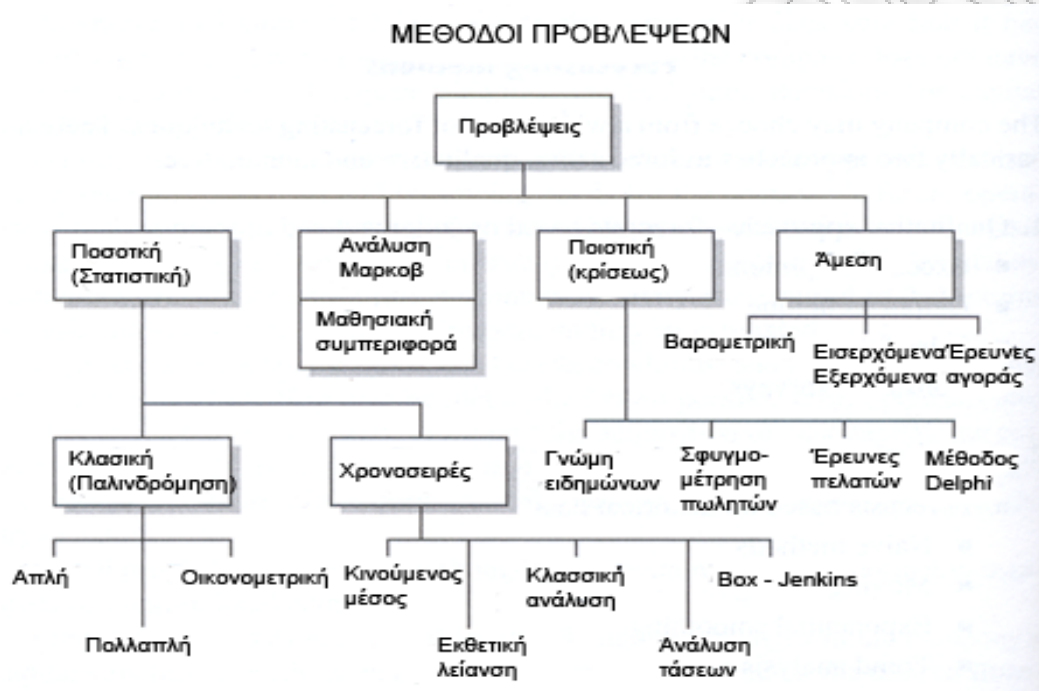 ΜΕΘΟΔΟΙ ΠΡΟΒΛΕΨΕΩΝ
Προβλέψεις
Ποσοτκή
(Στατιστική)
Ανάλυση
Μαρκοβ
Μαθησιακή
συμπεριφορά
Ποιοτική
(κρίσεως)
Άμεση
Βαρομετρική
Εισερχόμενα
Εξερχόμενα
Έρευνες
αγοράς
Κλασική
(Παλινδρόμηση)
Χρονοσειρές
Γνώμη
ειδημώνων
Σφυγμο-
μέτρηση
πωλητών
Έρευνες
πελατών
Μέθοδος
Delphi
Απλή
Πολλαπλή
Οικονομετρική
Κινούμενος
μέσος
Εκθετική
λείανση
Κλασσική
ανάλυση
Ανάλυση
τάσεων
Box - Jenkins